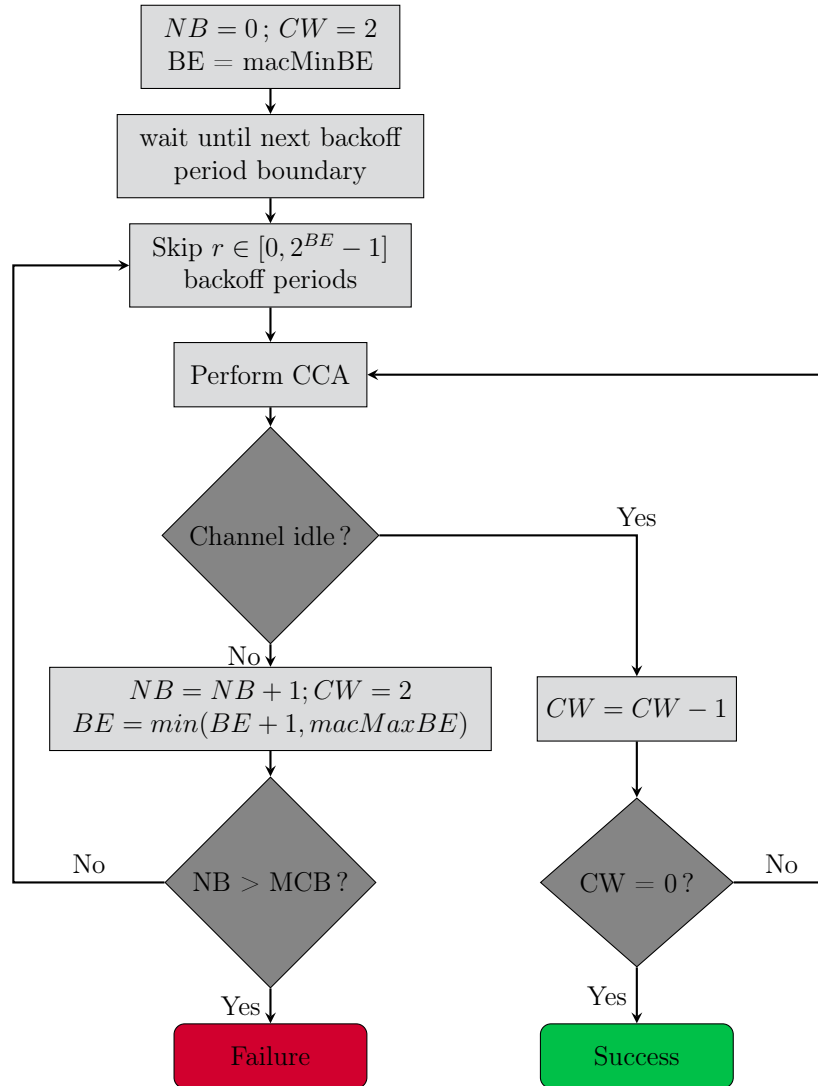 NB = 0 ; CW = 2
BE = macMinBE
wait until next backoff
period boundary
Skip r ∈ [0, 2^{BE} − 1]
backoff periods
Perform CCA
Channel idle ?
Yes
No
NB = NB + 1; CW = 2
BE = min(BE + 1, macMaxBE)
CW = CW − 1
No
NB > MCB ?
CW = 0 ?
No
Yes
Yes
Failure
Success